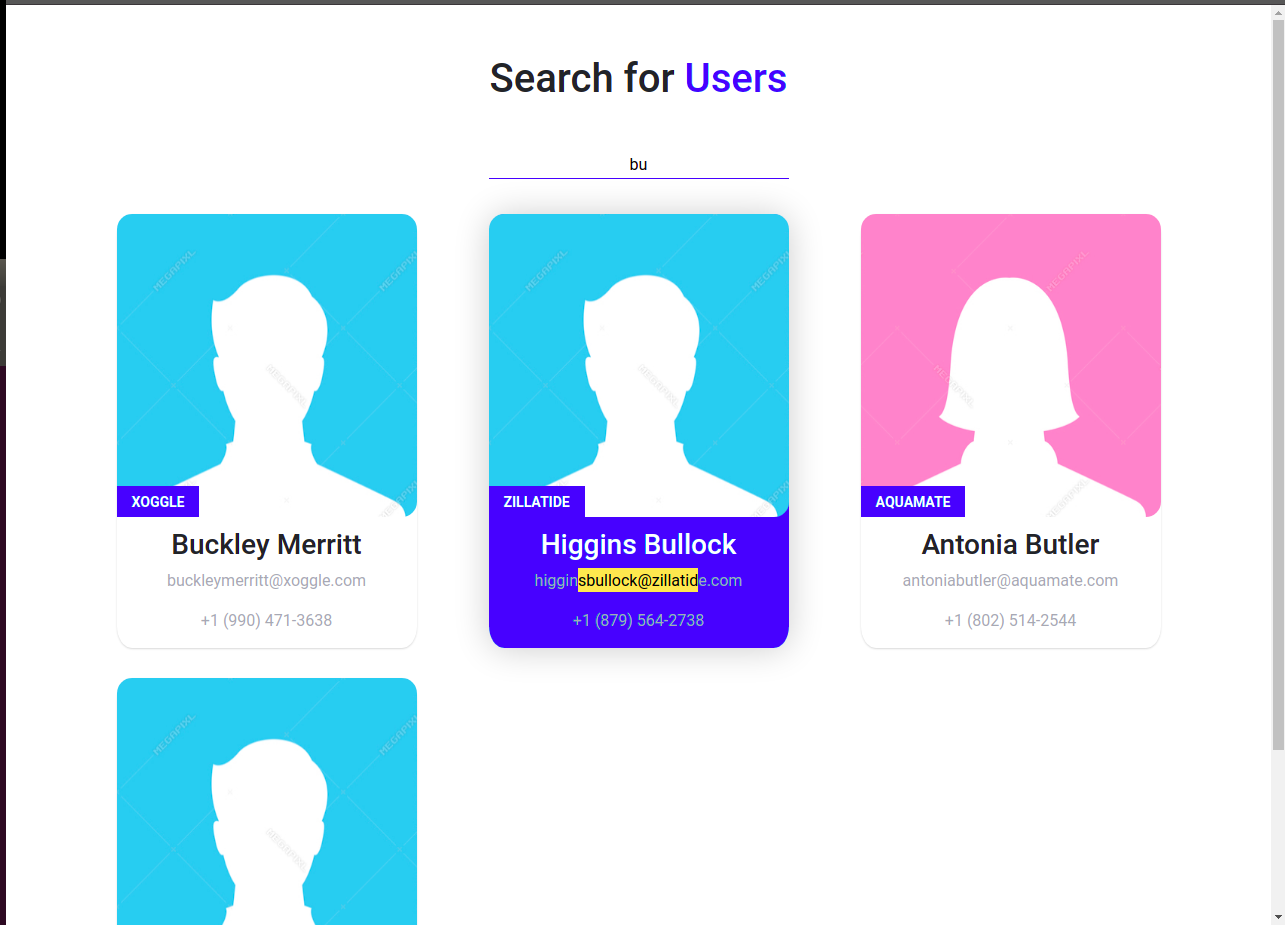 Search for Users
bu
XOGGLE
Buckley Merritt
buckleymerritt@xoggle.com
+1 (990) 471-3638
ZILLATIDE
Higgins Bullock
higginsbullock@zillatide.com
+1 (879) 564-2738
AQUAMATE
Antonia Butler
antoniabutler@aquamate.com
+1 (802) 514-2544